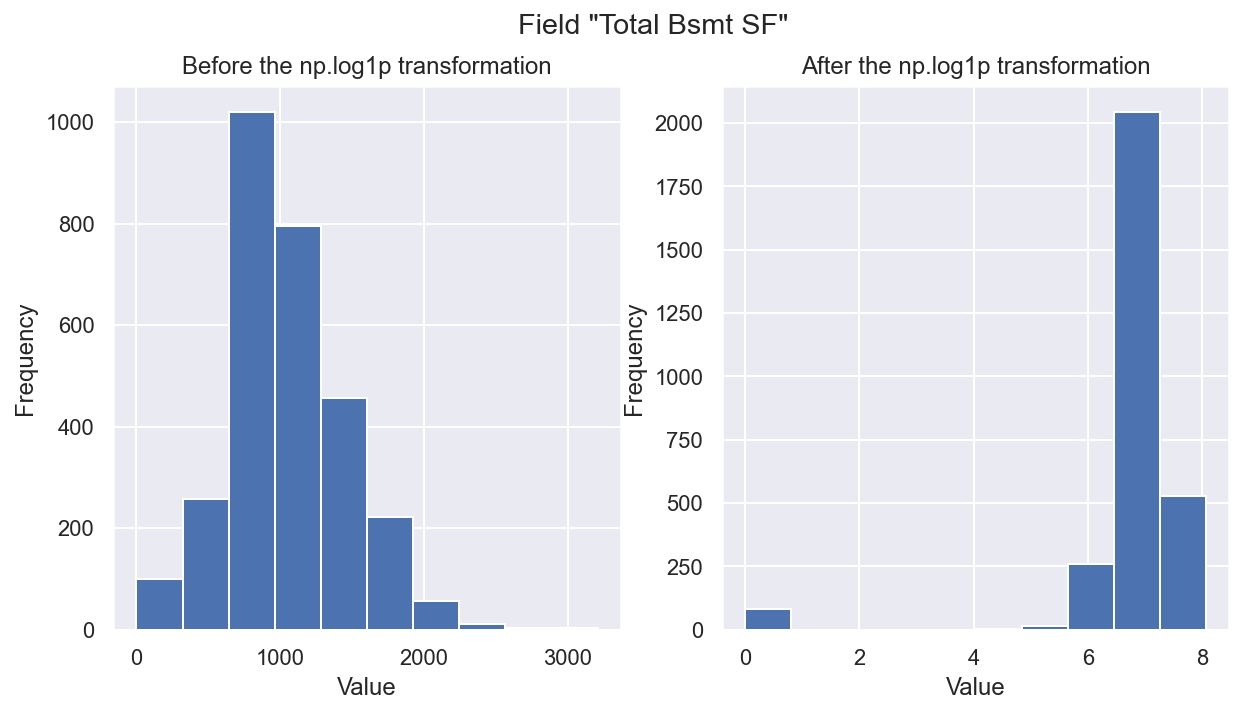 Field "Total Bsmt SF"
Before the np.log1p transformation
1000
800
600
400
200
0
Frequency
0 1000 2000 3000
Value
After the np.log1p transformation
2000
1750
1500
1250
1000
750
500
250
0
Frequency
0 2 4 6 8
Value